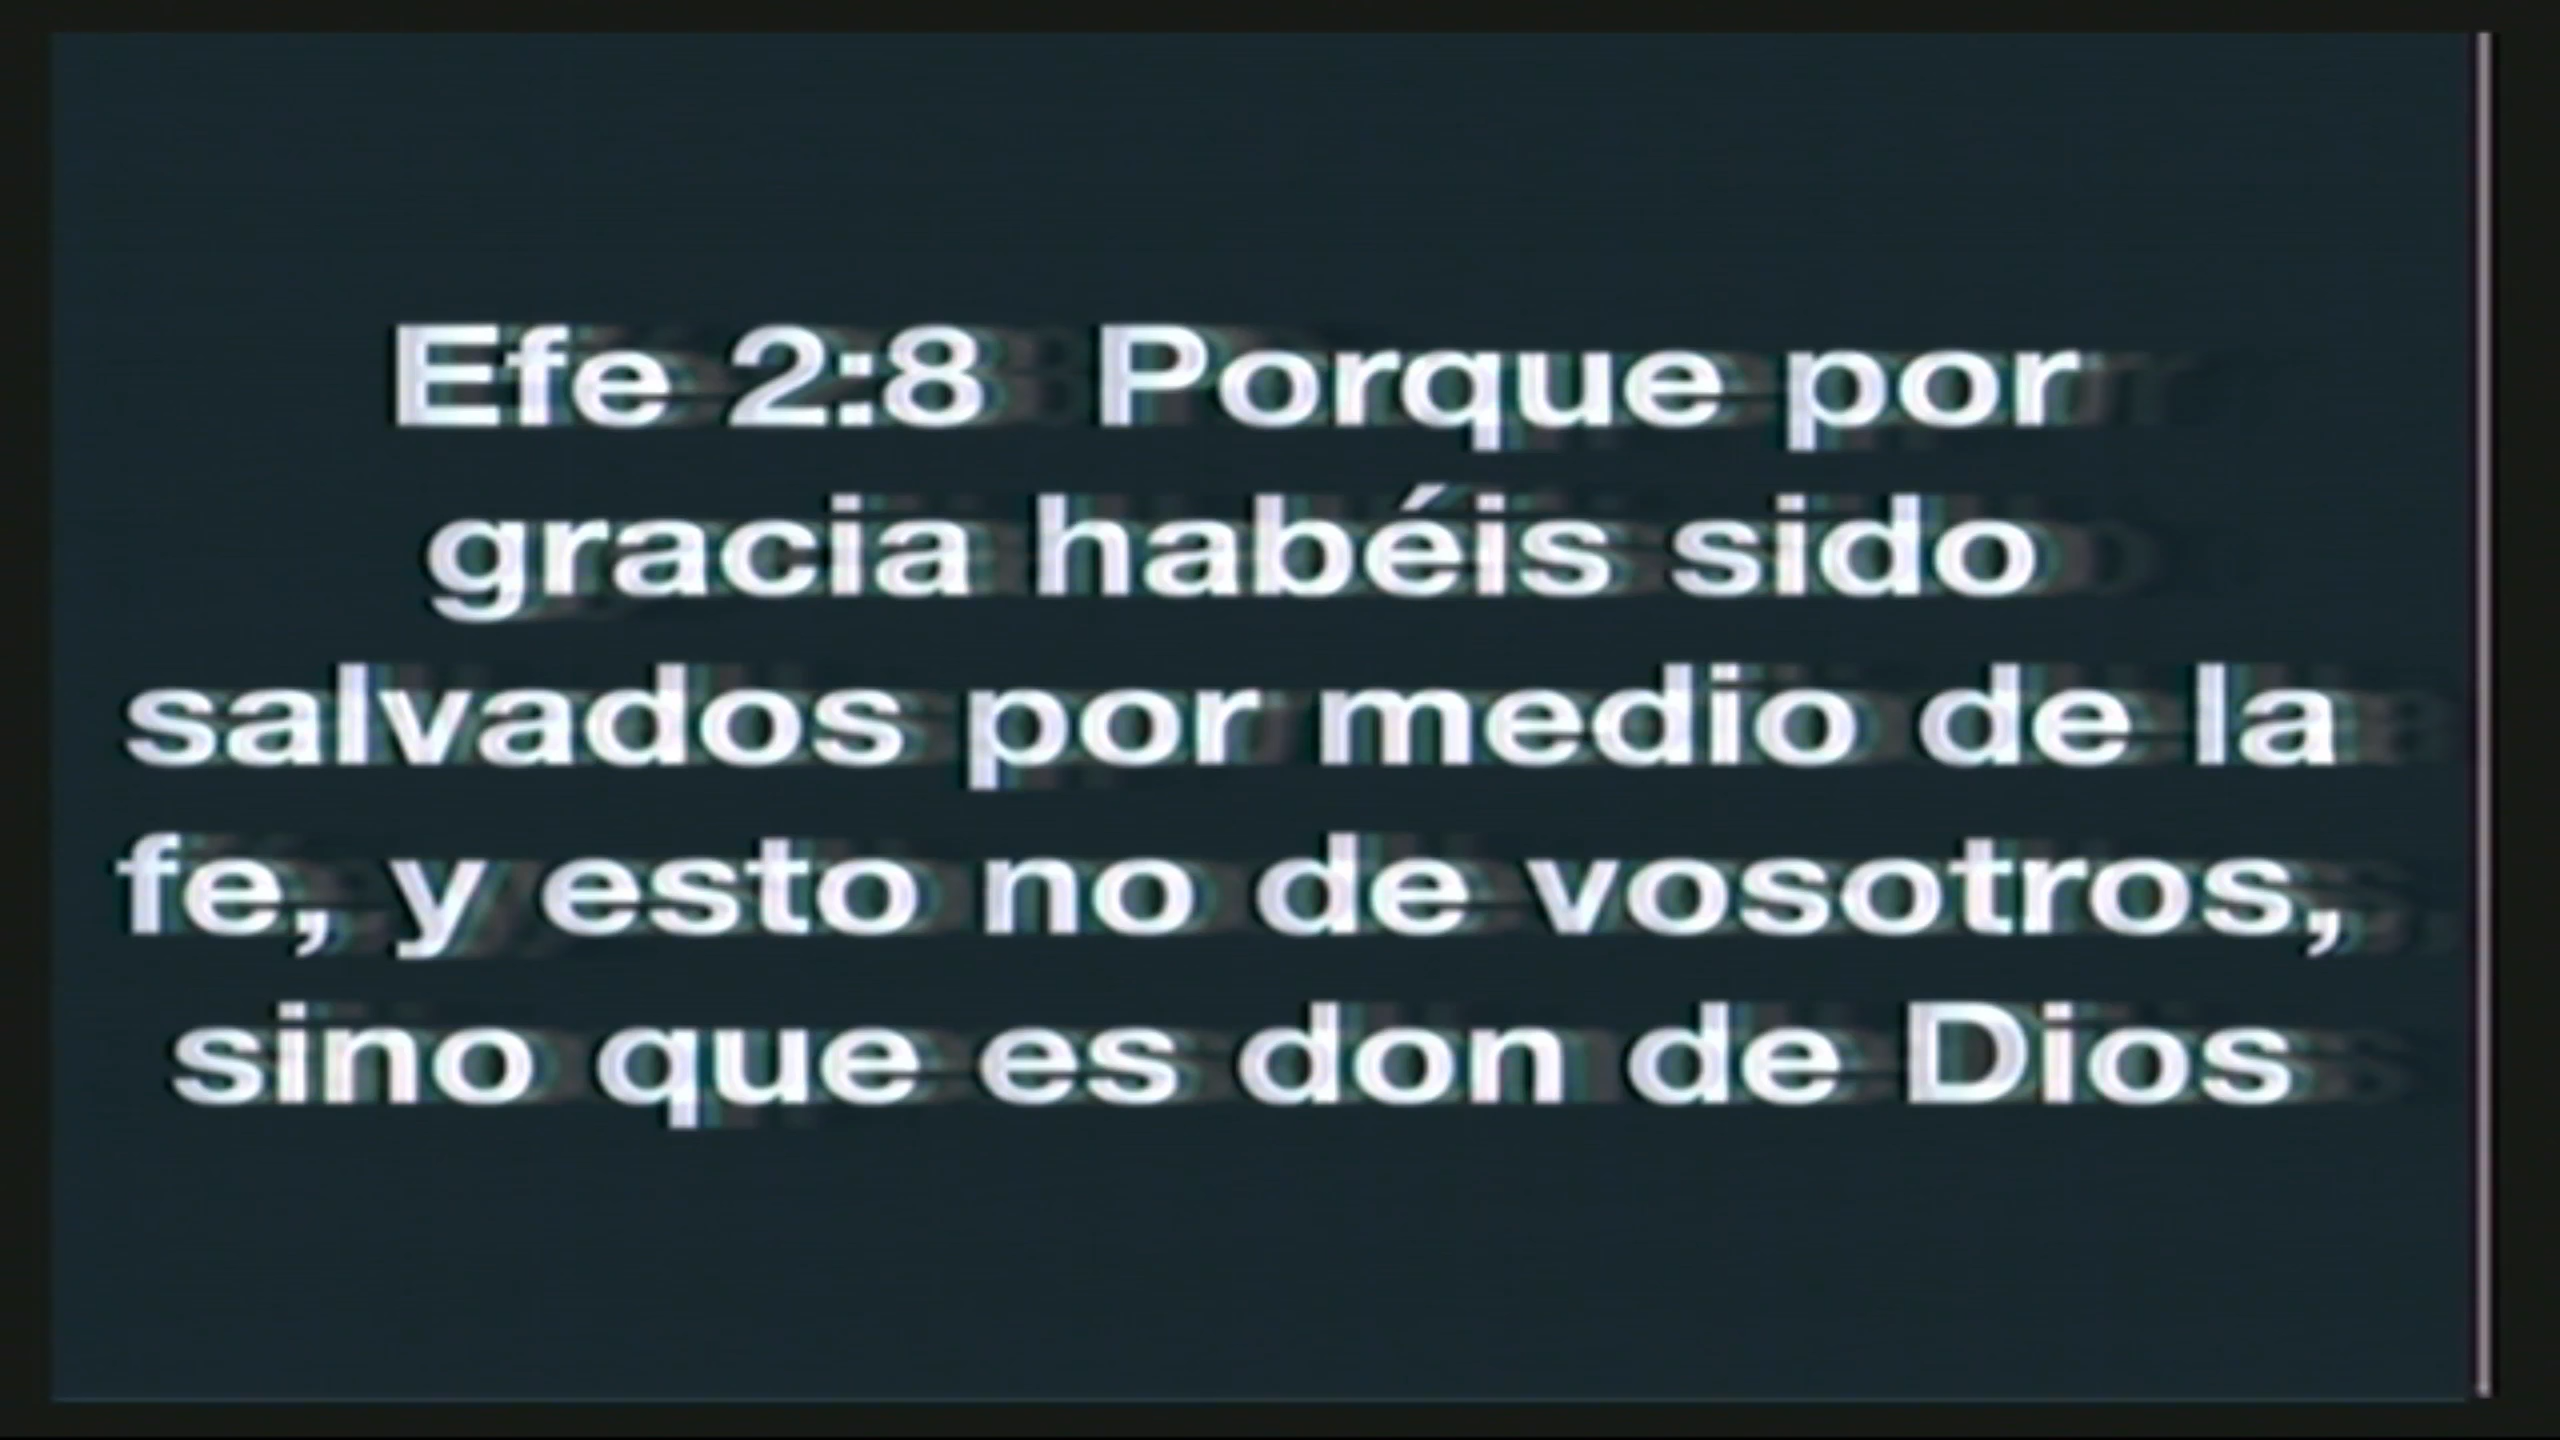 Efe 2:8  Porque por
gracia habéis sido
salvados por medio de la
fe, y esto no de vosotros,
sino que es don de Dios